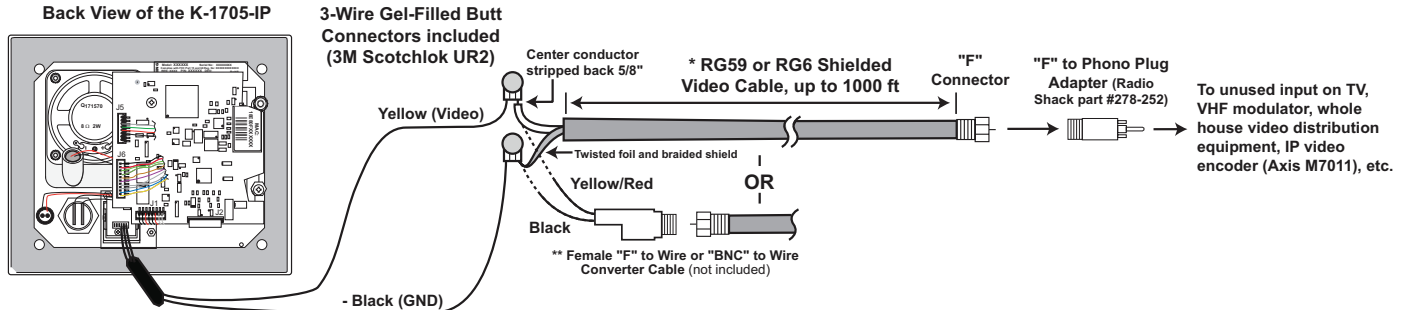 Back View of the K-1705-IP
3-Wire Gel-Filled Butt
Connectors included
(3M Scotchlok UR2)
Center conductor
stripped back 5/8"
* RG59 or RG6 Shielded
Video Cable, up to 1000 ft
"F"
Connector
"F" to Phono Plug
Adapter (Radio
Shack part #278-252)
To unused input on TV,
VHF modulator, whole
house video distribution
equipment, IP video
encoder (Axis M7011), etc.
Yellow (Video)
Twisted foil and braided shield
Yellow/Red
OR
Black
** Female "F" to Wire or "BNC" to Wire
Converter Cable (not included)
- Black (GND)
J5
8 Ω 2W
J6
J1
J2
MAC